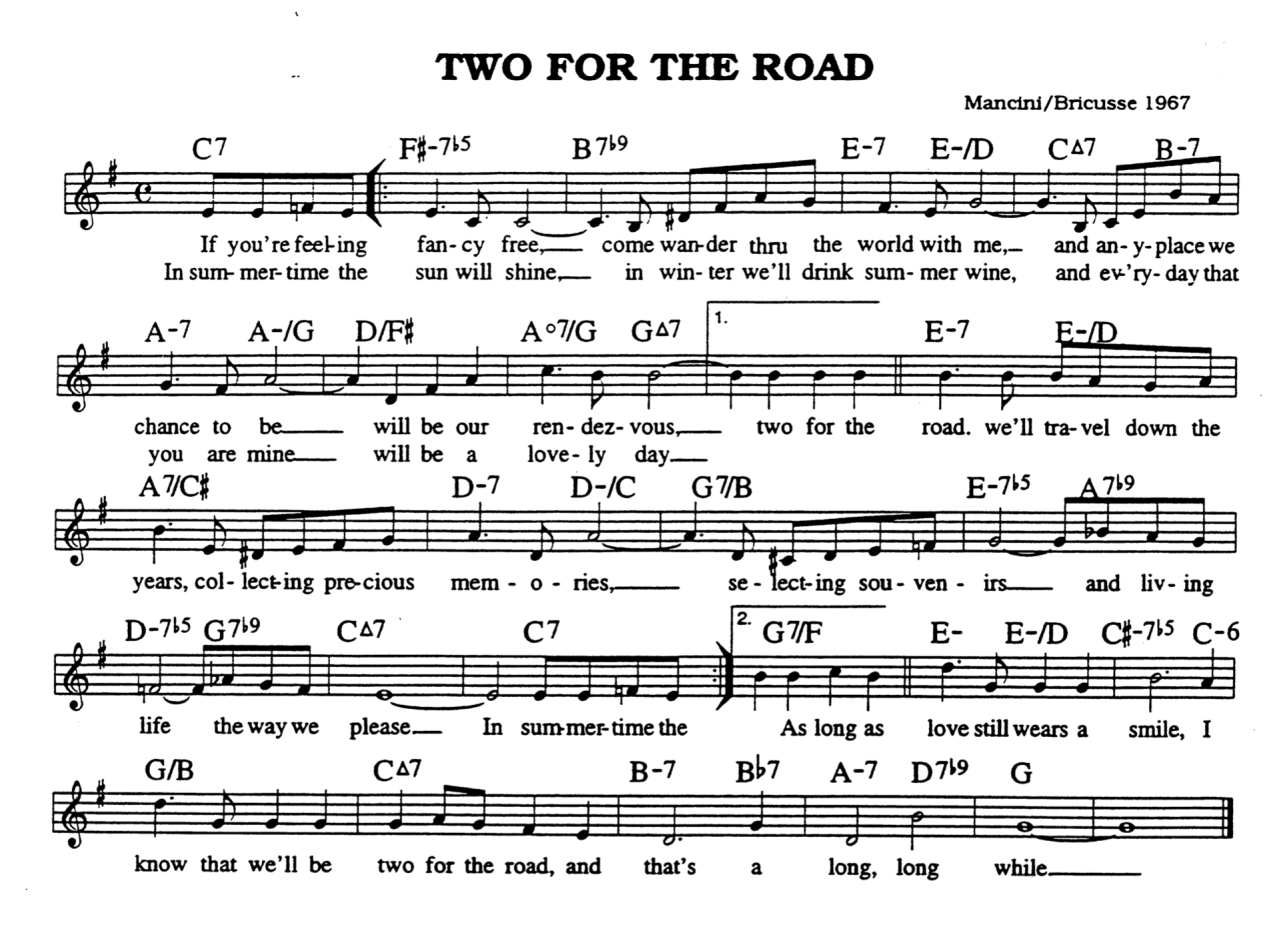 TWO FOR THE ROAD
Mancini/Bricusse 1967
C7 F#-7♭5 B7♭9 E-7 E-/D C∆7 B-7
If you're feel-ing fan-cy free, come wan-der thru the world with me, and an-y-place we
In sum-mer-time the sun will shine, in win-ter we'll drink sum-mer wine, and ev-'ry-day that
1.
A-7 A-/G D/F# A°7/G G∆7 E-7 E-/D
chance to be will be our ren-dez-vous, two for the road. we'll tra-vel down the
you are mine will be a love-ly day
A7/C# D-7 D-/C G7/B E-7♭5 A7♭9
years, col-lect-ing pre-cious mem-o-ries, se-lect-ing sou-ven-irs and liv-ing
2.
D-7♭5 G7♭9 C∆7 C7 G7/F E- E-/D C#-7♭5 C-6
life the way we please In sum-mer-time the As long as love still wears a smile, I
G/B C∆7 B-7 B♭7 A-7 D7♭9 G
know that we'll be two for the road, and that's a long, long while